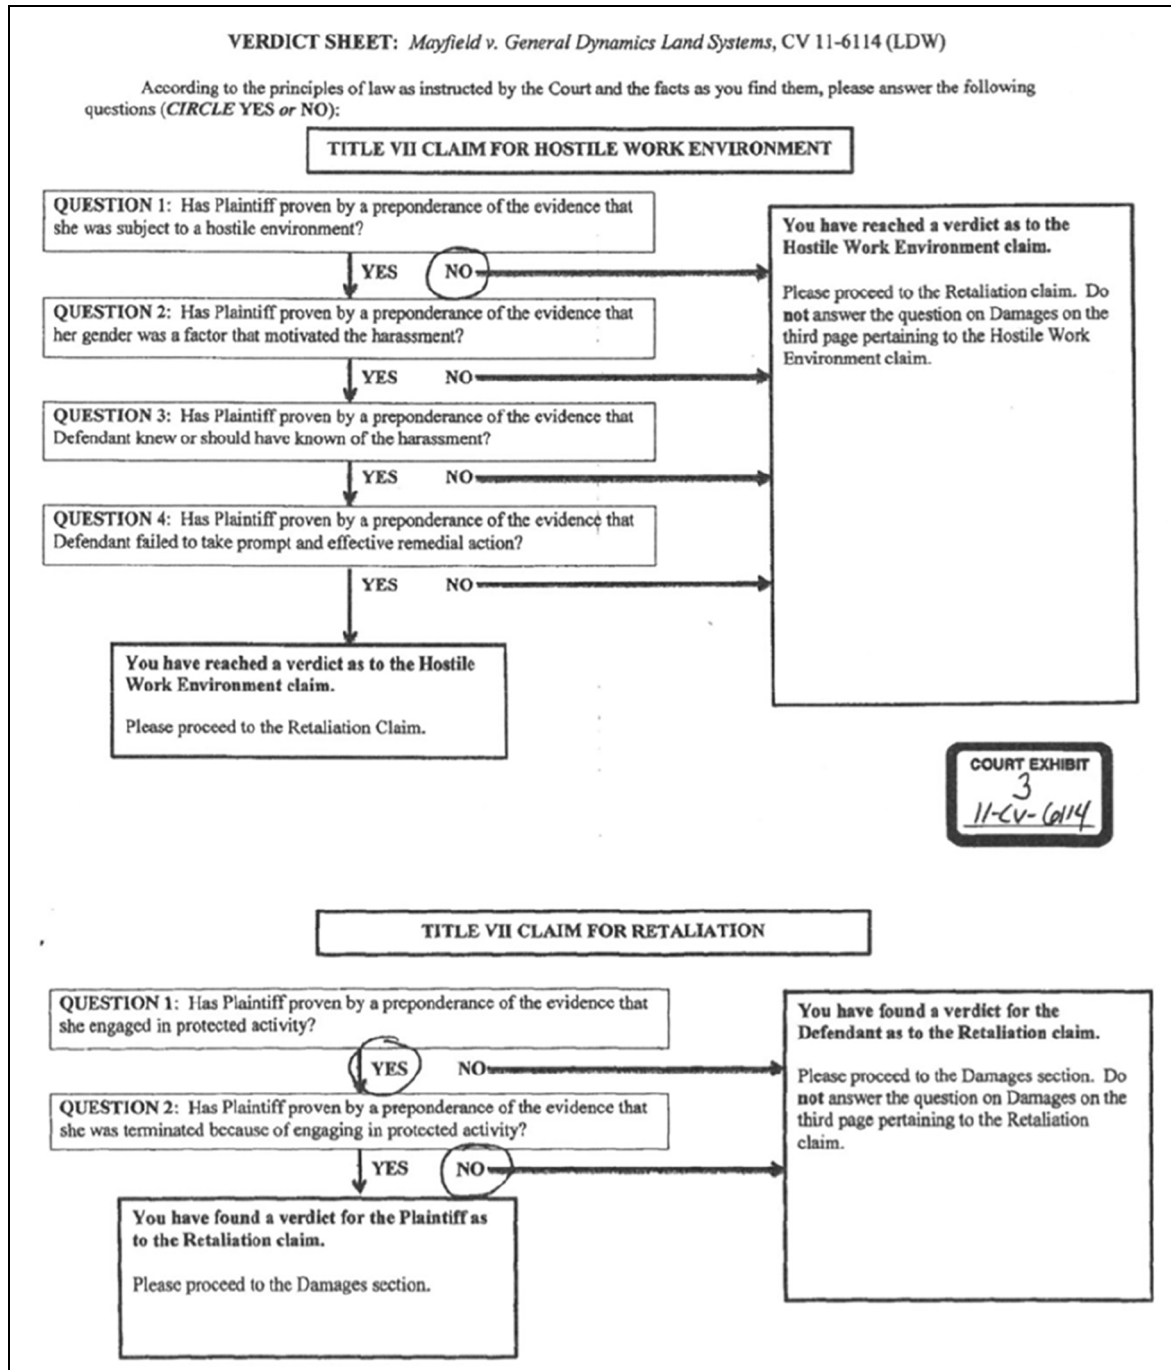 VERDICT SHEET: Mayfield v. General Dynamics Land Systems, CV 11-6114 (LDW)
According to the principles of law as instructed by the Court and the facts as you find them, please answer the following
questions (CIRCLE YES or NO):
TITLE VII CLAIM FOR HOSTILE WORK ENVIRONMENT
QUESTION 1: Has Plaintiff proven by a preponderance of the evidence that
she was subject to a hostile environment?
YES NO
QUESTION 2: Has Plaintiff proven by a preponderance of the evidence that
her gender was a factor that motivated the harassment?
YES NO
QUESTION 3: Has Plaintiff proven by a preponderance of the evidence that
Defendant knew or should have known of the harassment?
YES NO
QUESTION 4: Has Plaintiff proven by a preponderance of the evidence that
Defendant failed to take prompt and effective remedial action?
YES NO
You have reached a verdict as to the
Hostile Work Environment claim.
Please proceed to the Retaliation claim. Do
not answer the question on Damages on the
third page pertaining to the Hostile Work
Environment claim.
You have reached a verdict as to the Hostile
Work Environment claim.
Please proceed to the Retaliation Claim.
COURT EXHIBIT
3
11-CV-6114
TITLE VII CLAIM FOR RETALIATION
QUESTION 1: Has Plaintiff proven by a preponderance of the evidence that
she engaged in protected activity?
YES NO
QUESTION 2: Has Plaintiff proven by a preponderance of the evidence that
she was terminated because of engaging in protected activity?
YES NO
You have found a verdict for the
Defendant as to the Retaliation claim.
Please proceed to the Damages section. Do
not answer the question on Damages on the
third page pertaining to the Retaliation
claim.
You have found a verdict for the Plaintiff as
to the Retaliation claim.
Please proceed to the Damages section.